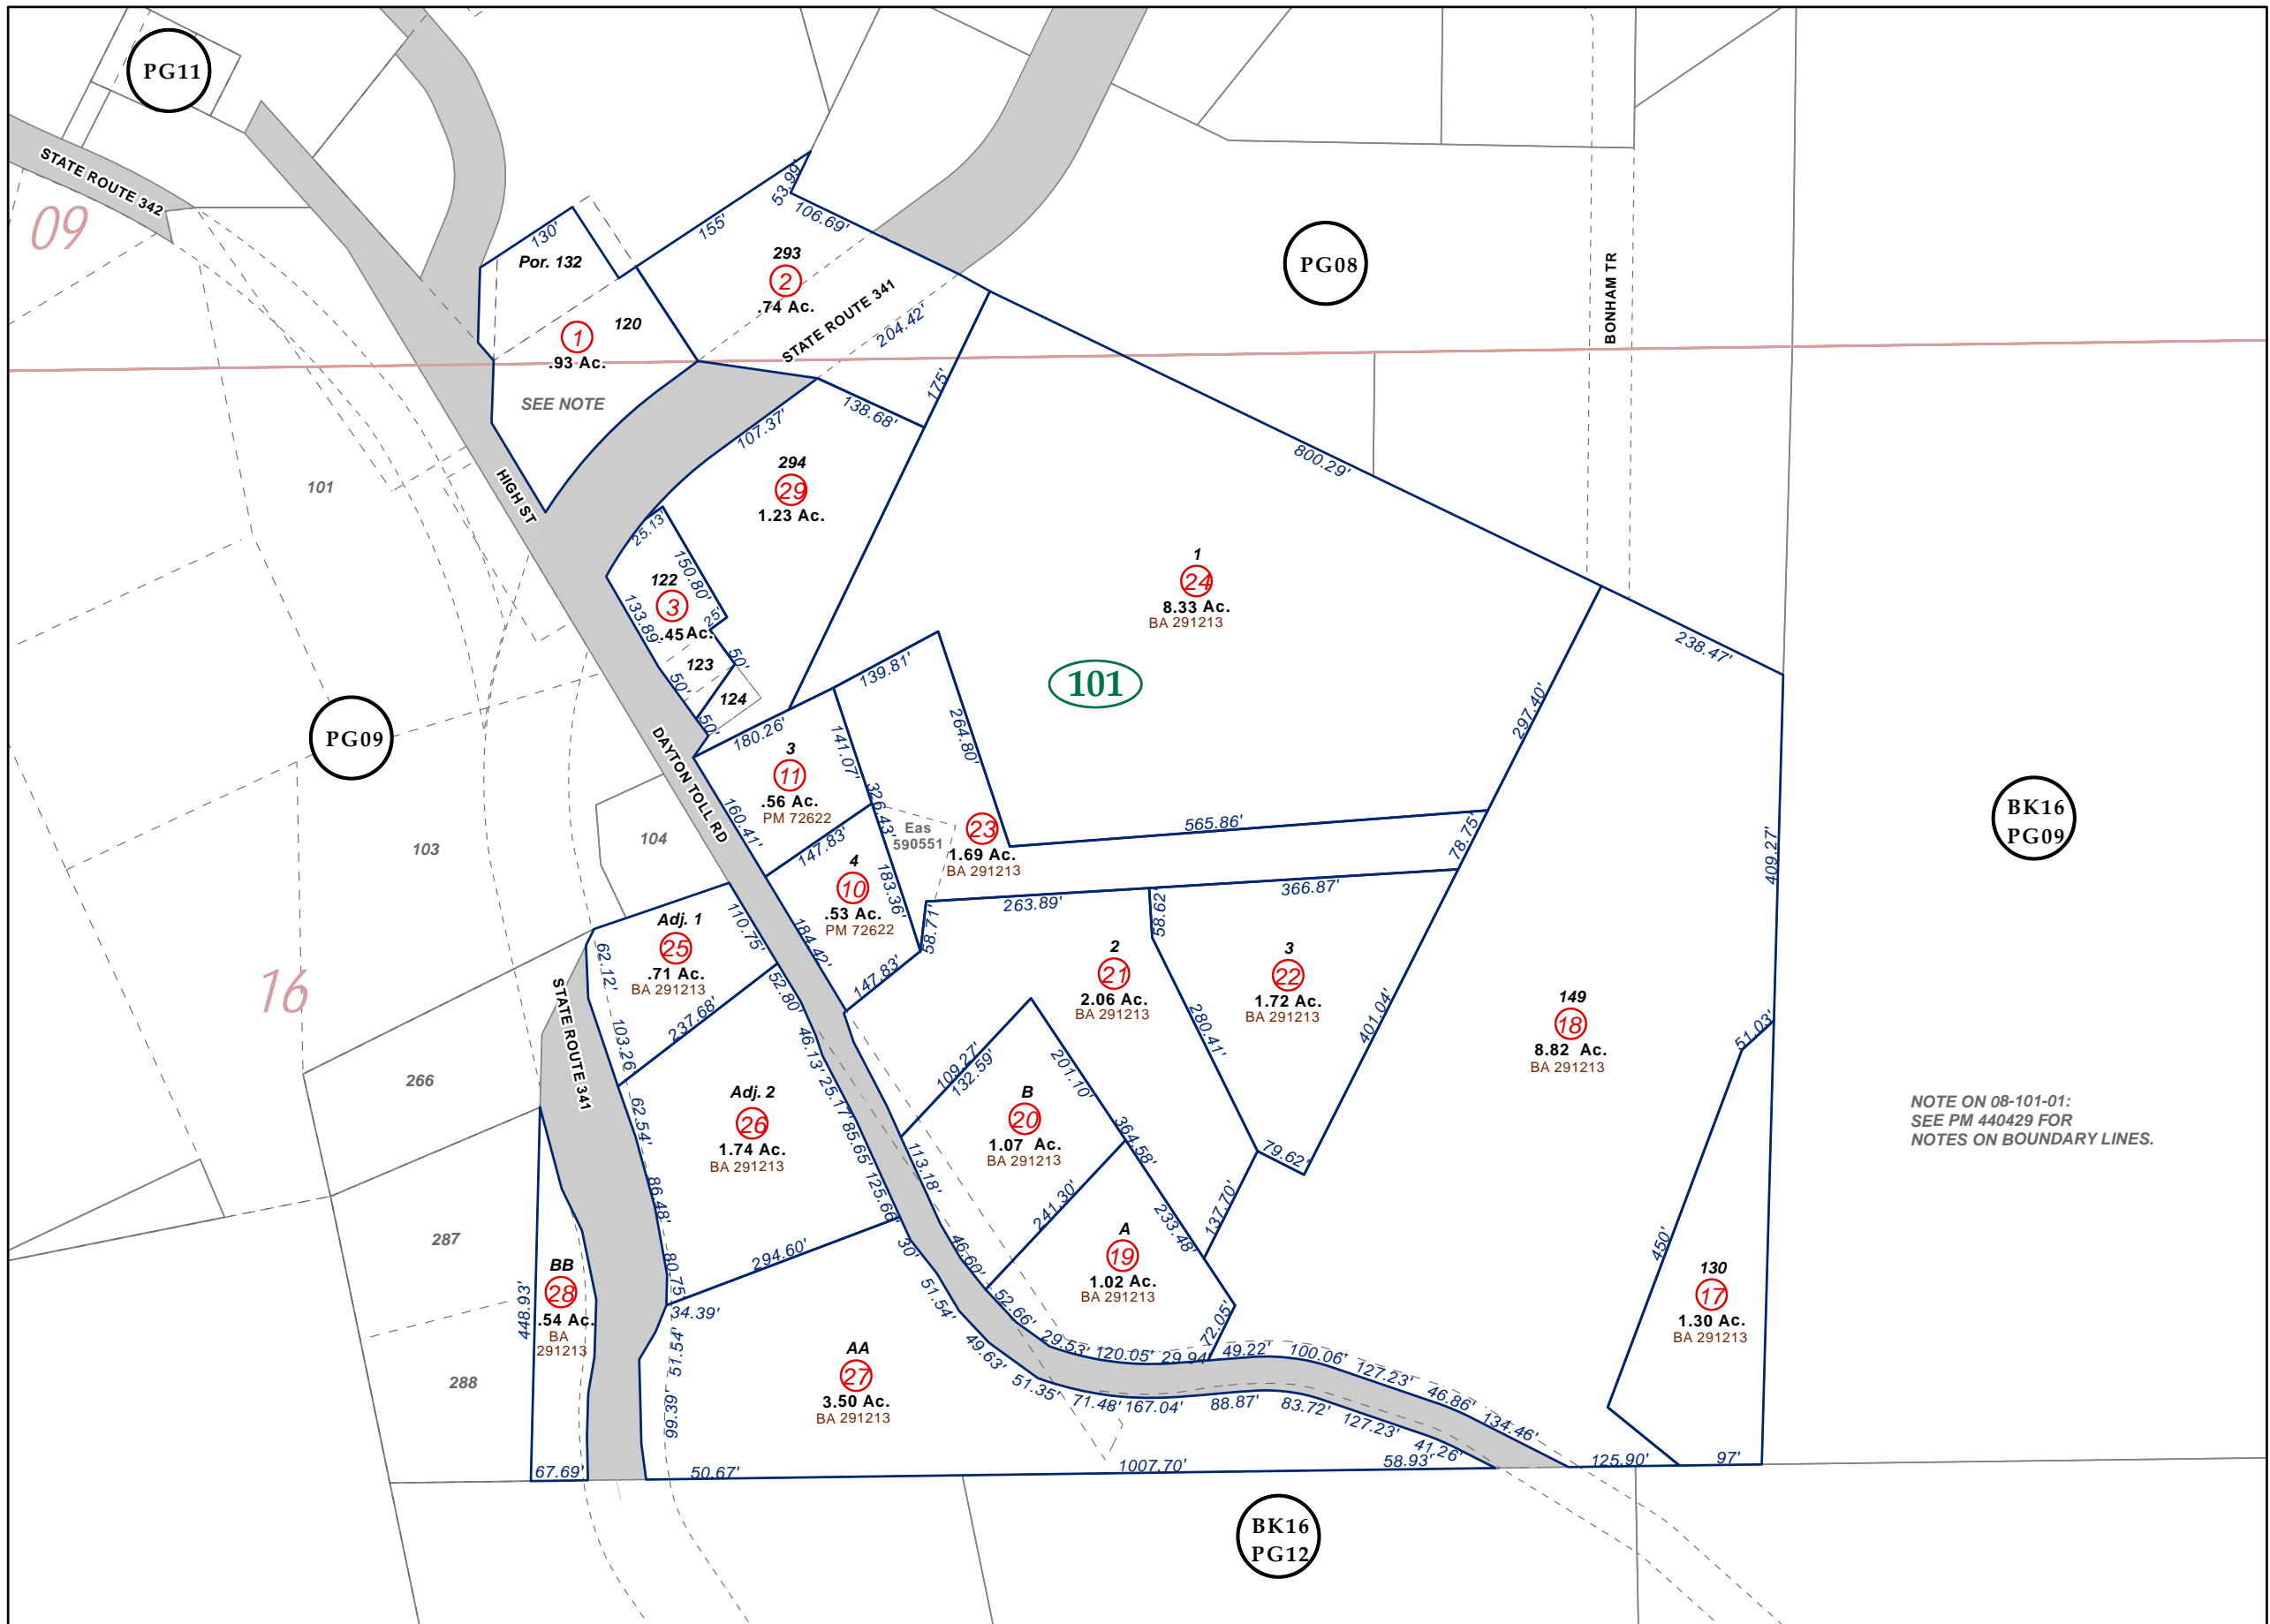 PG11
STATE ROUTE 342
09
53.99'
106.69'
155'
130'
Por. 132
293
2
.74 Ac.
STATE ROUTE 341
204.42'
PG08
BONHAM TR
120
1
.93 Ac.
SEE NOTE
175'
138.68'
107.37'
800.29'
294
29
1.23 Ac.
101
HIGH ST
25.13'
150.80'
122
3
.45 Ac.
133.89'
25'
123
50'
50'
124
50'
1
24
8.33 Ac.
BA 291213
101
238.47'
297.40'
139.81'
180.26'
264.80'
141.07'
PG09
DAYTON TOLL RD
3
11
.56 Ac.
PM 72622
160.41'
147.83'
326.43'
Eas
590551
23
1.69 Ac.
BA 291213
565.86'
78.75'
409.27'
BK16
PG09
103
104
4
10
.53 Ac.
PM 72622
183.36'
58.71'
263.89'
58.62'
366.87'
110.75'
184.42'
147.83'
Adj. 1
25
.71 Ac.
BA 291213
62.12'
103.26
237.68'
52.80'
16
STATE ROUTE 341
2
21
2.06 Ac.
BA 291213
3
22
1.72 Ac.
BA 291213
280.41'
401.04'
149
18
8.82 Ac.
BA 291213
51.03'
46.13'
25.17'
85.65'
125.66'
109.27'
132.59'
201.10'
364.58'
266
Adj. 2
26
1.74 Ac.
BA 291213
62.54'
86.48'
80.75'
B
20
1.07 Ac.
BA 291213
113.18'
241.30'
79.62'
137.70'
233.48'
NOTE ON 08-101-01:
SEE PM 440429 FOR
NOTES ON BOUNDARY LINES.
287
294.60'
30'
46.60'
A
19
1.02 Ac.
BA 291213
450'
130
17
1.30 Ac.
BA 291213
BB
28
.54 Ac.
BA
291213
448.93'
34.39'
51.54'
51.54'
52.66'
72.05'
49.63'
29.53'
120.05'
29.94'
49.22'
100.06'
127.23'
46.86'
134.46'
288
AA
27
3.50 Ac.
BA 291213
99.39'
51.35'
71.48'
167.04'
88.87'
83.72'
127.23'
41.26'
67.69'
50.67'
1007.70'
58.93'
125.90'
97'
BK16
PG12